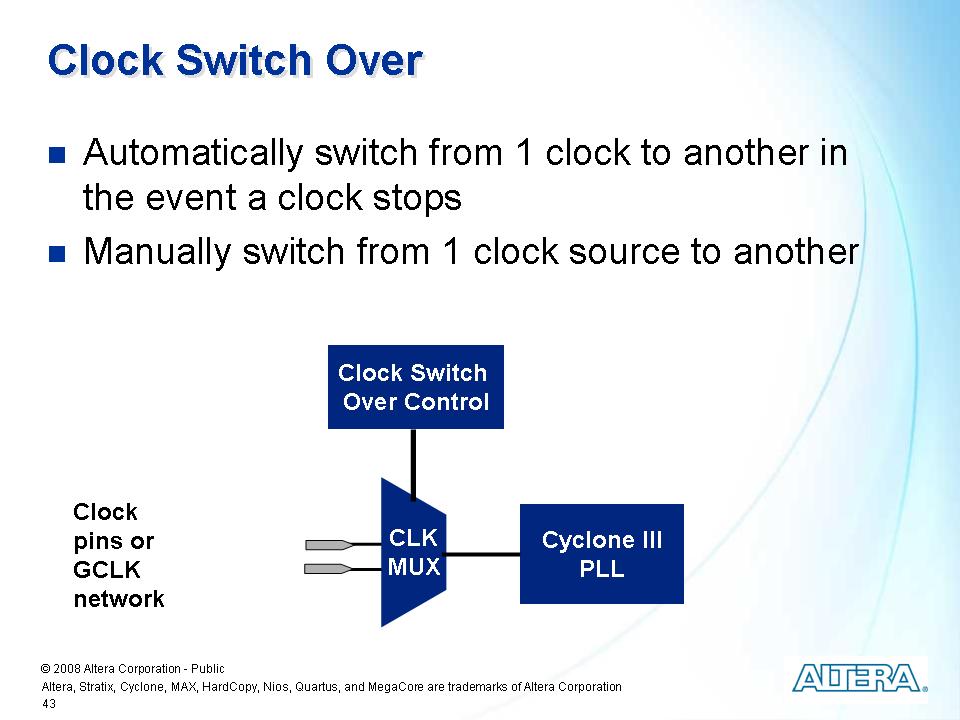 Clock Switch Over
Automatically switch from 1 clock to another in
the event a clock stops
Manually switch from 1 clock source to another
Clock Switch
Over Control
Clock
pins or
GCLK
network
CLK
MUX
Cyclone III
PLL
© 2008 Altera Corporation - Public
Altera, Stratix, Cyclone, MAX, HardCopy, Nios, Quartus, and MegaCore are trademarks of Altera Corporation
43
ALTERA®